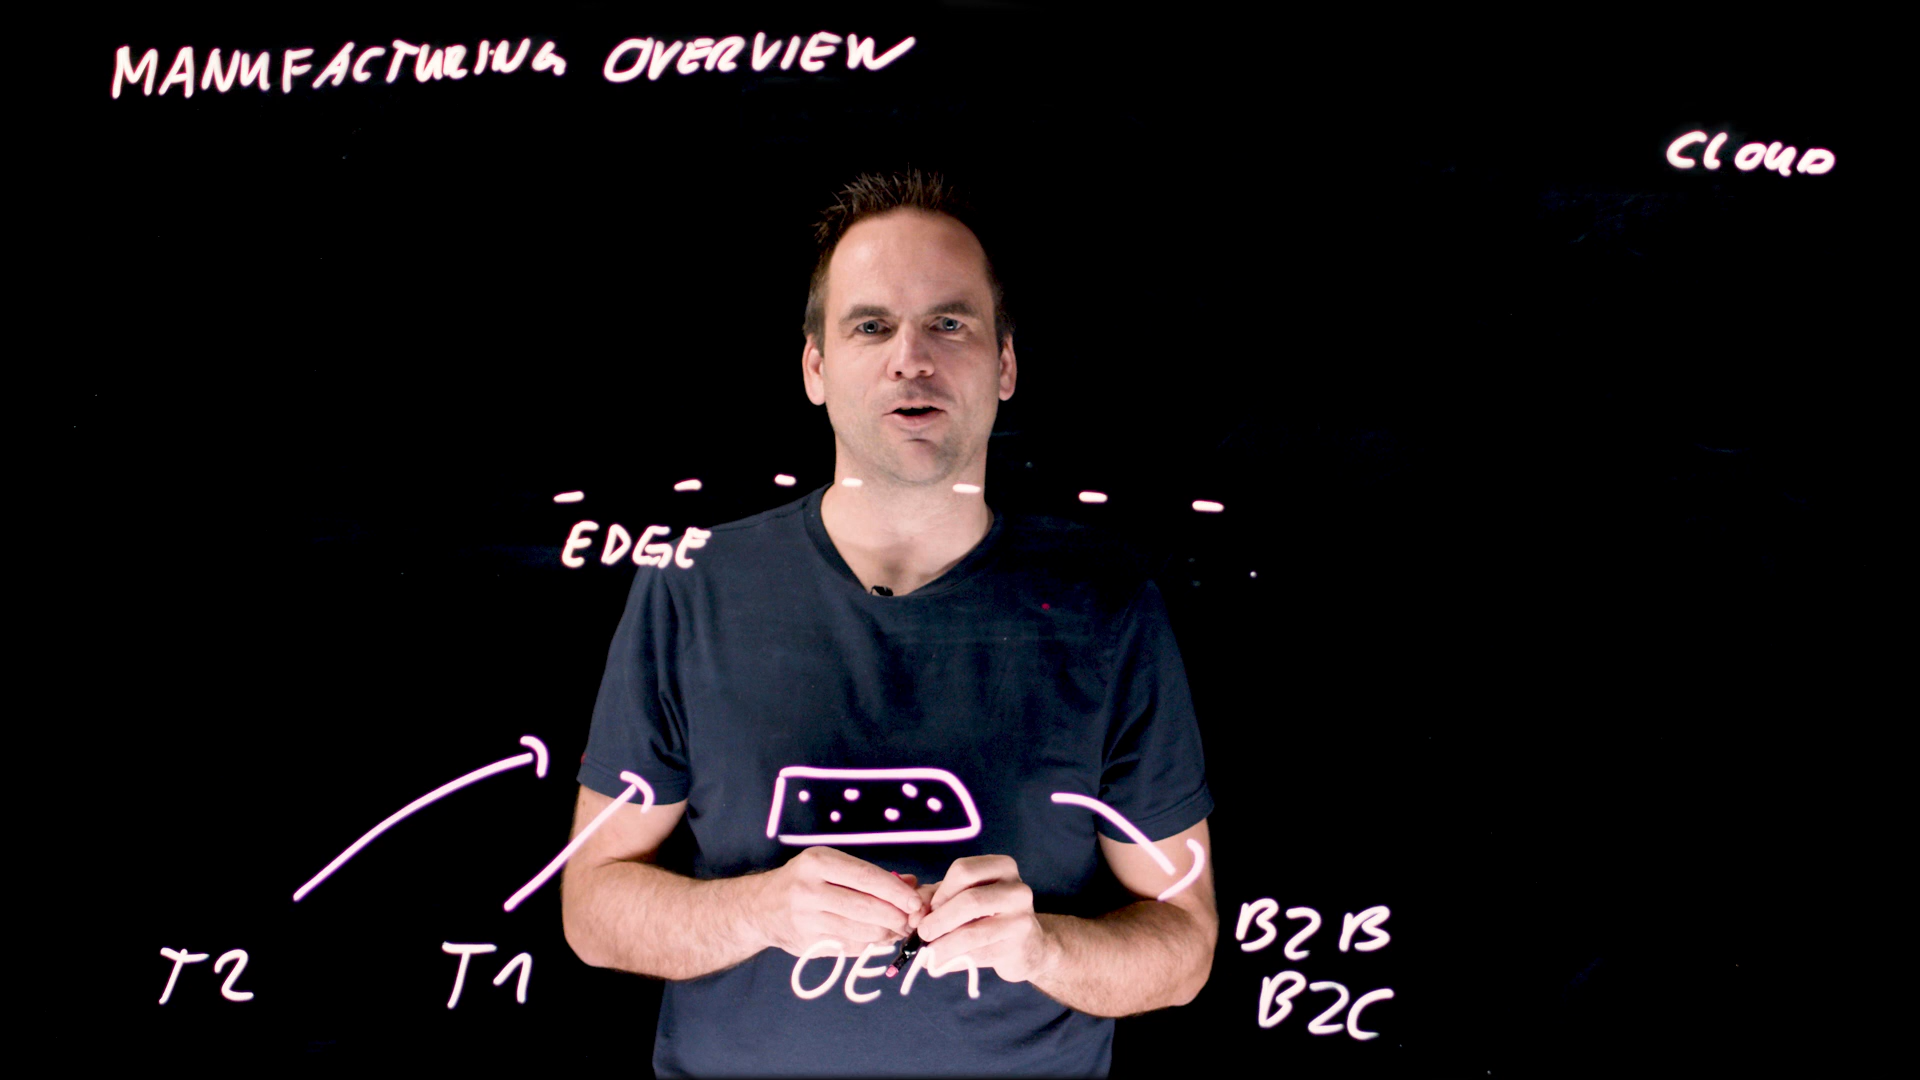 MANUFACTURING OVERVIEW
CLOUD
EDGE
T2
T1
OEM
B2B
B2C